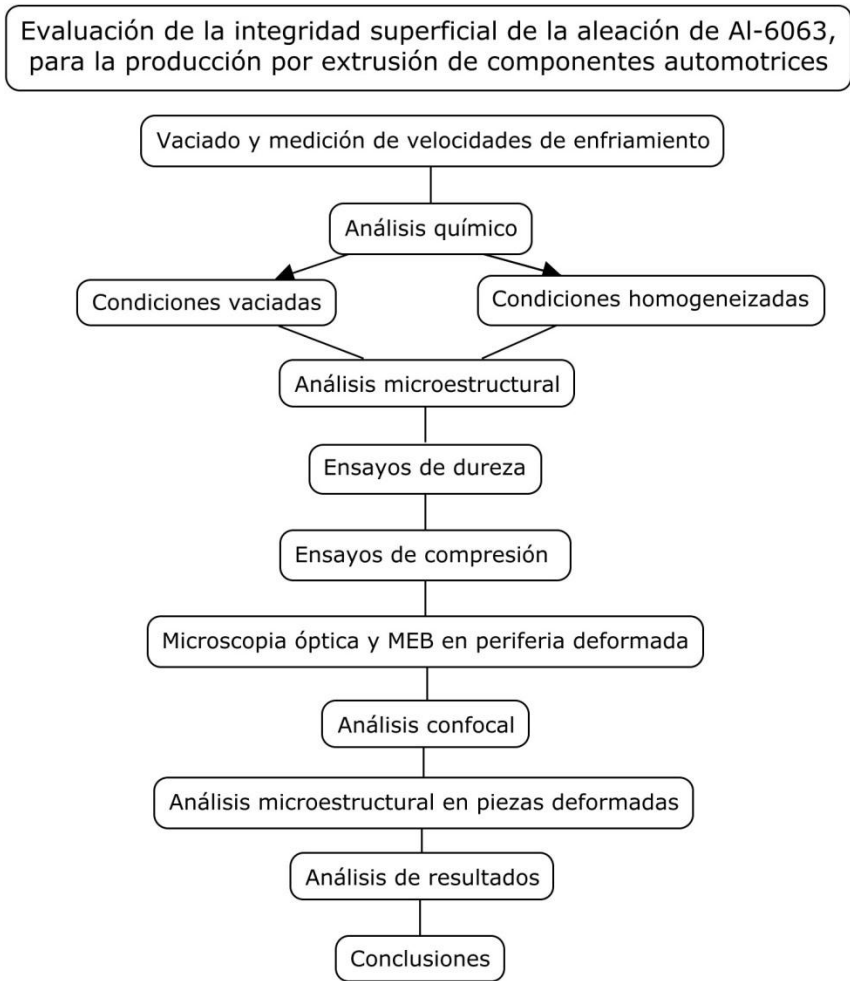 Evaluación de la integridad superficial de la aleación de Al-6063,
para la producción por extrusión de componentes automotrices
Vaciado y medición de velocidades de enfriamiento
Análisis químico
Condiciones vaciadas
Condiciones homogeneizadas
Análisis microestructural
Ensayos de dureza
Ensayos de compresión
Microscopia óptica y MEB en periferia deformada
Análisis confocal
Análisis microestructural en piezas deformadas
Análisis de resultados
Conclusiones